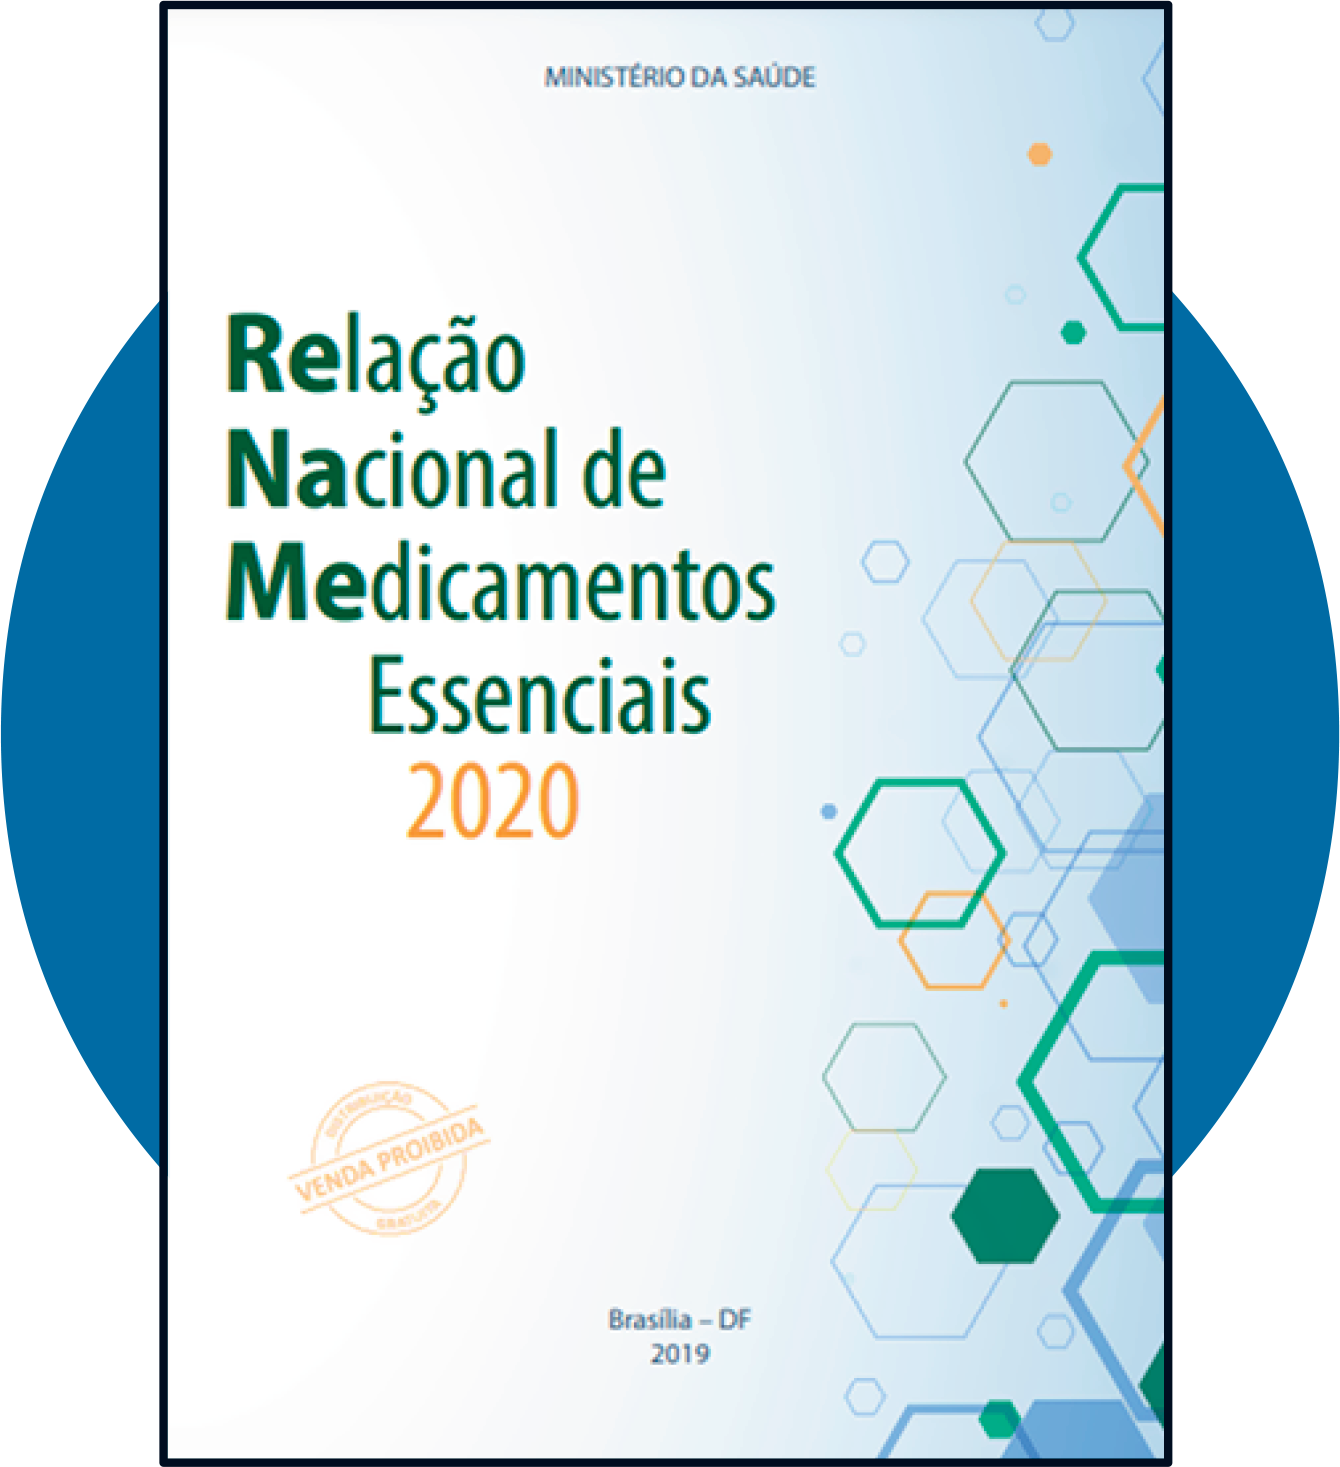 MINISTÉRIO DA SAÚDE
Relação
Nacional de
Medicamentos
Essenciais
2020
DISTRIBUIÇÃO
VENDA PROIBIDA
GRATUITA
Brasília – DF
2019